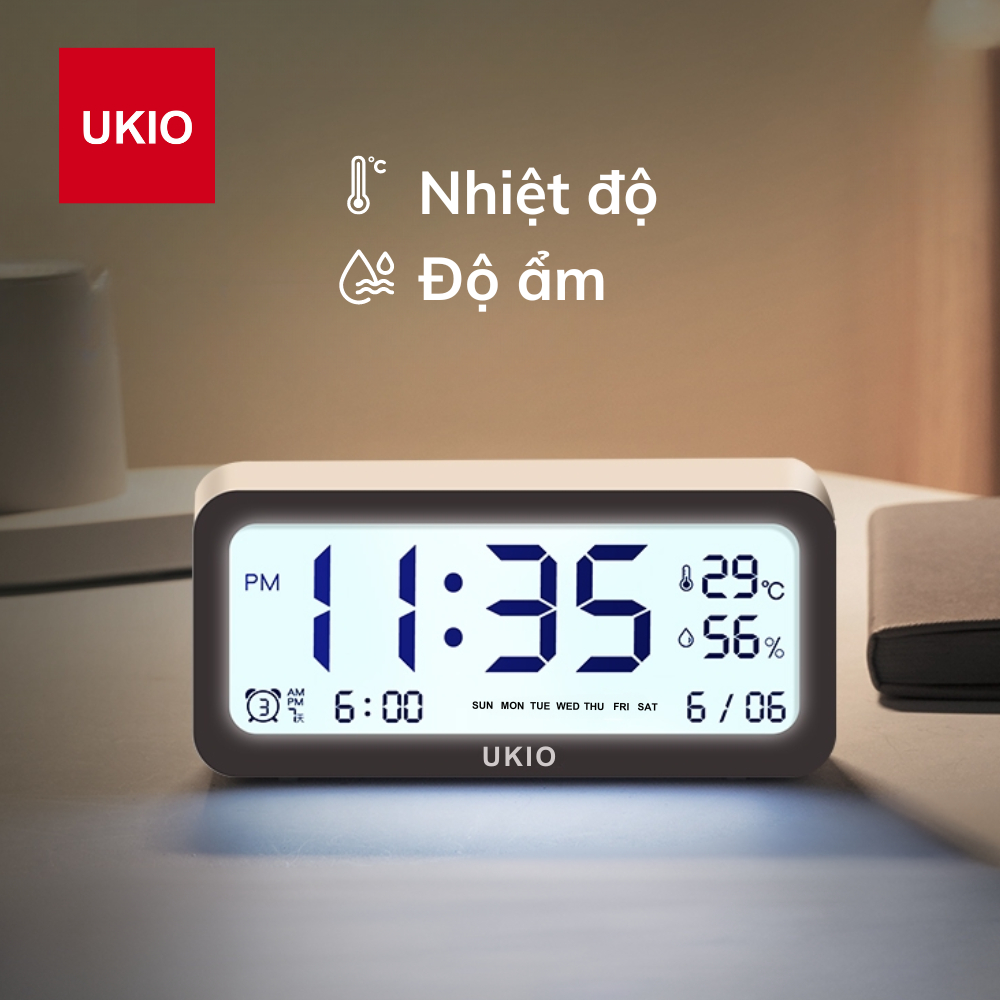 UKIO
°C
Nhiệt độ
Độ ẩm
PM
11:35
29°C
56%
3
AM
PM
6:00
SUN MON TUE WED THU FRI SAT
6 / 06
UKIO